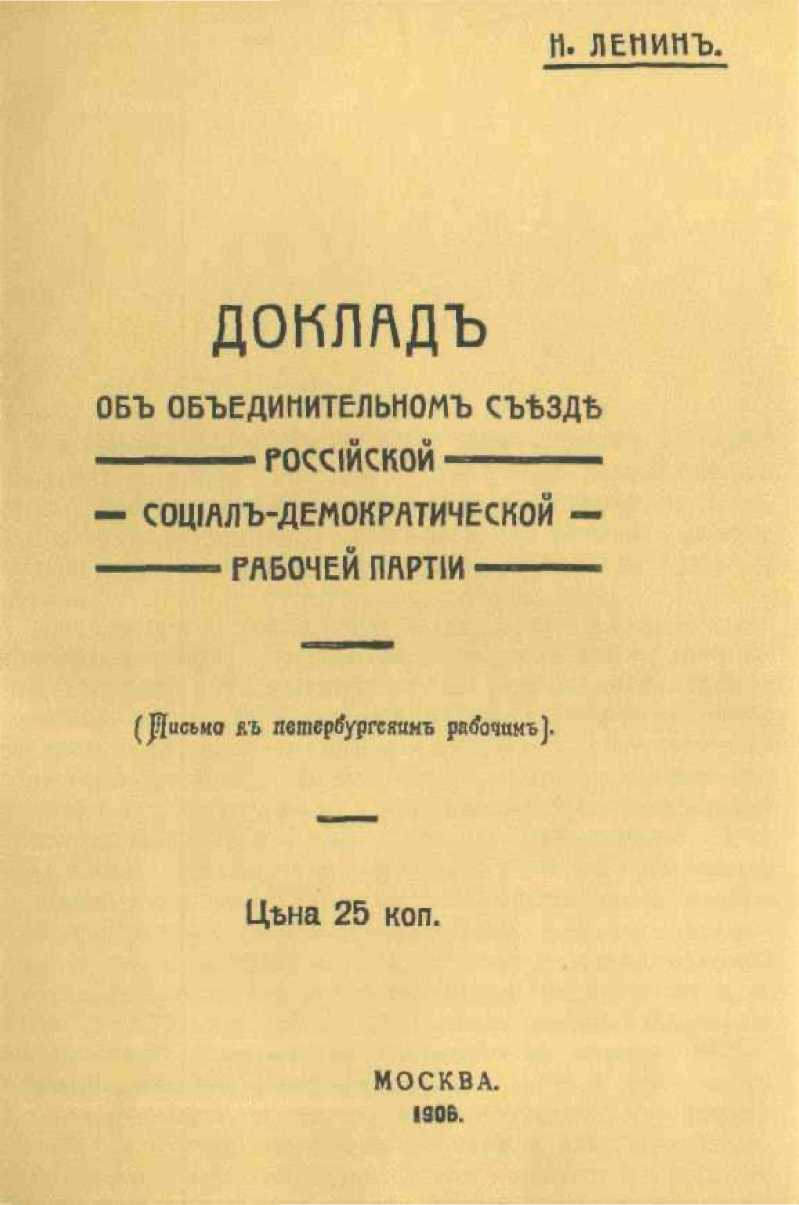 Н. ЛЕНИНЪ.
ДОКЛАДЪ
ОБЪ ОБЪЕДИНИТЕЛЬНОМЪ СЪѢЗДѢ
РОССІЙСКОЙ
СОЦІАЛЪ-ДЕМОКРАТИЧЕСКОЙ
РАБОЧЕЙ ПАРТІИ
(Письмо къ петербургскимъ рабочимъ).
Цѣна 25 коп.
МОСКВА.
1906.